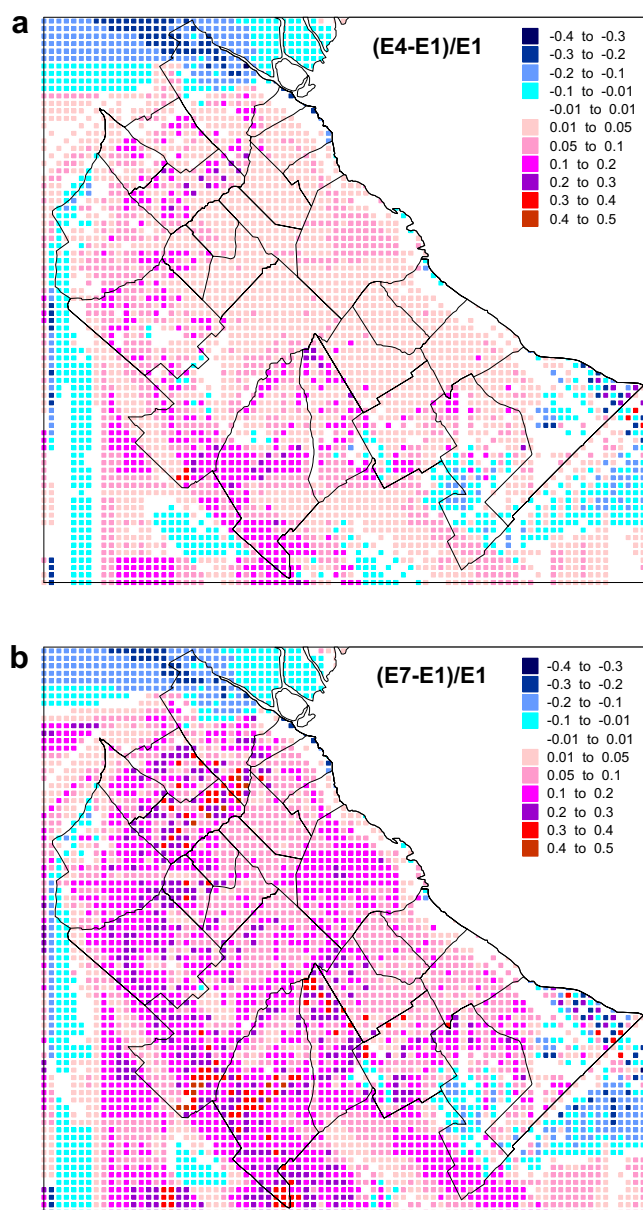 a
(E4-E1)/E1
-0.4 to -0.3
-0.3 to -0.2
-0.2 to -0.1
-0.1 to -0.01
-0.01 to 0.01
0.01 to 0.05
0.05 to 0.1
0.1 to 0.2
0.2 to 0.3
0.3 to 0.4
0.4 to 0.5
b
(E7-E1)/E1
-0.4 to -0.3
-0.3 to -0.2
-0.2 to -0.1
-0.1 to -0.01
-0.01 to 0.01
0.01 to 0.05
0.05 to 0.1
0.1 to 0.2
0.2 to 0.3
0.3 to 0.4
0.4 to 0.5